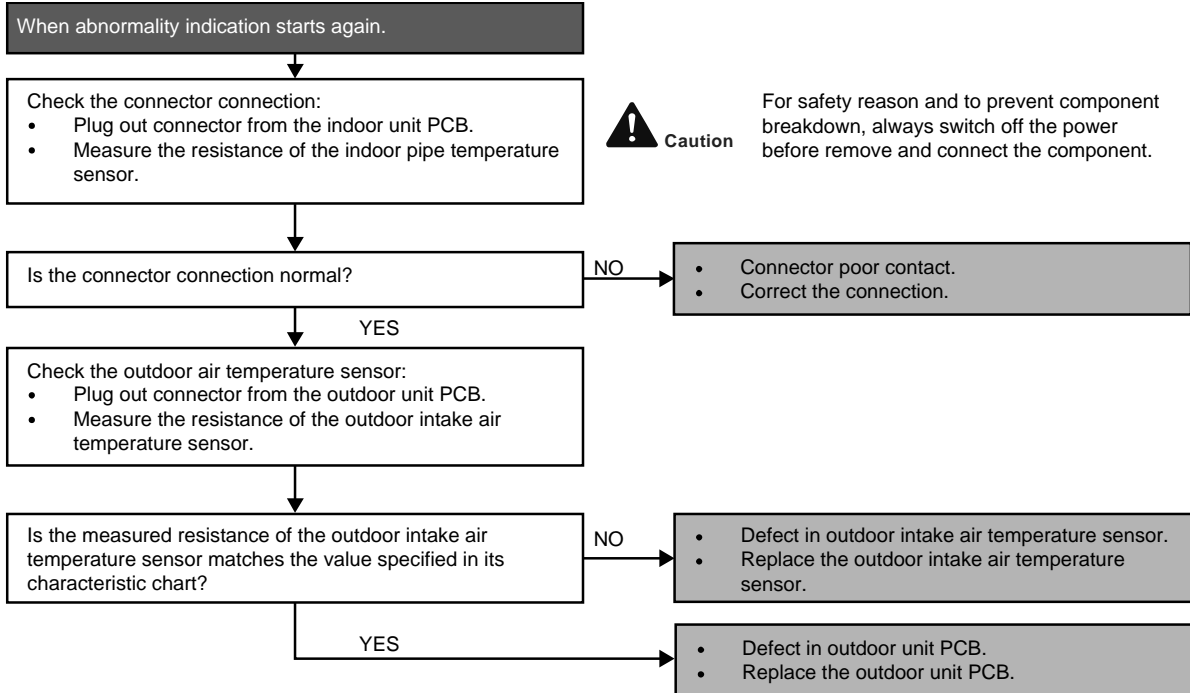 When abnormality indication starts again.
Check the connector connection:
• Plug out connector from the indoor unit PCB.
• Measure the resistance of the indoor pipe temperature
sensor.
Caution
For safety reason and to prevent component
breakdown, always switch off the power
before remove and connect the component.
Is the connector connection normal?
NO
• Connector poor contact.
• Correct the connection.
YES
Check the outdoor air temperature sensor:
• Plug out connector from the outdoor unit PCB.
• Measure the resistance of the outdoor intake air
temperature sensor.
Is the measured resistance of the outdoor intake air
temperature sensor matches the value specified in its
characteristic chart?
NO
• Defect in outdoor intake air temperature sensor.
• Replace the outdoor intake air temperature
sensor.
YES
• Defect in outdoor unit PCB.
• Replace the outdoor unit PCB.